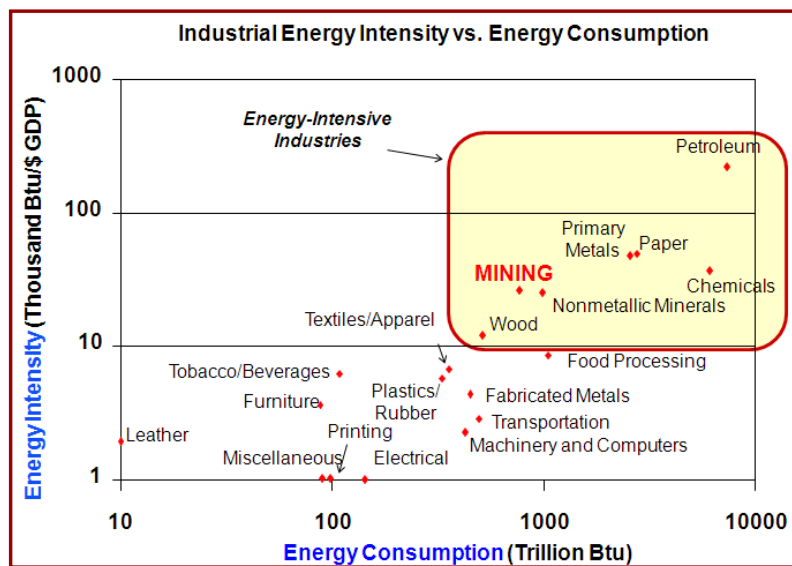 Industrial Energy Intensity vs. Energy Consumption
1000
Energy-Intensive
Industries
Petroleum
100
Primary
Metals
Paper
MINING
Chemicals
Nonmetallic Minerals
Textiles/Apparel
Wood
10
Food Processing
Tobacco/Beverages
Plastics/
Rubber
Furniture
Fabricated Metals
Printing
Transportation
Leather
Machinery and Computers
Miscellaneous
Electrical
1
10
100
1000
10000
Energy Intensity (Thousand Btu/$ GDP)
Energy Consumption (Trillion Btu)